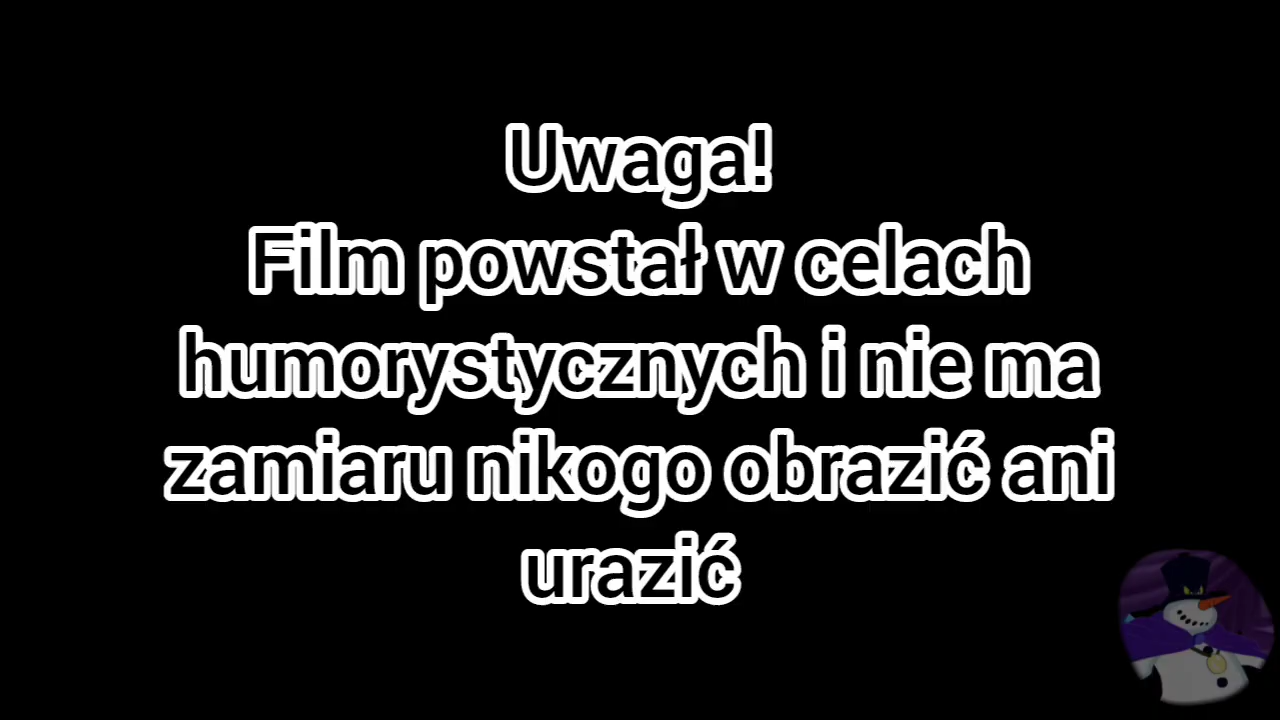 Uwaga!
Film powstał w celach
humorystycznych i nie ma
zamiaru nikogo obrazić ani
urazić